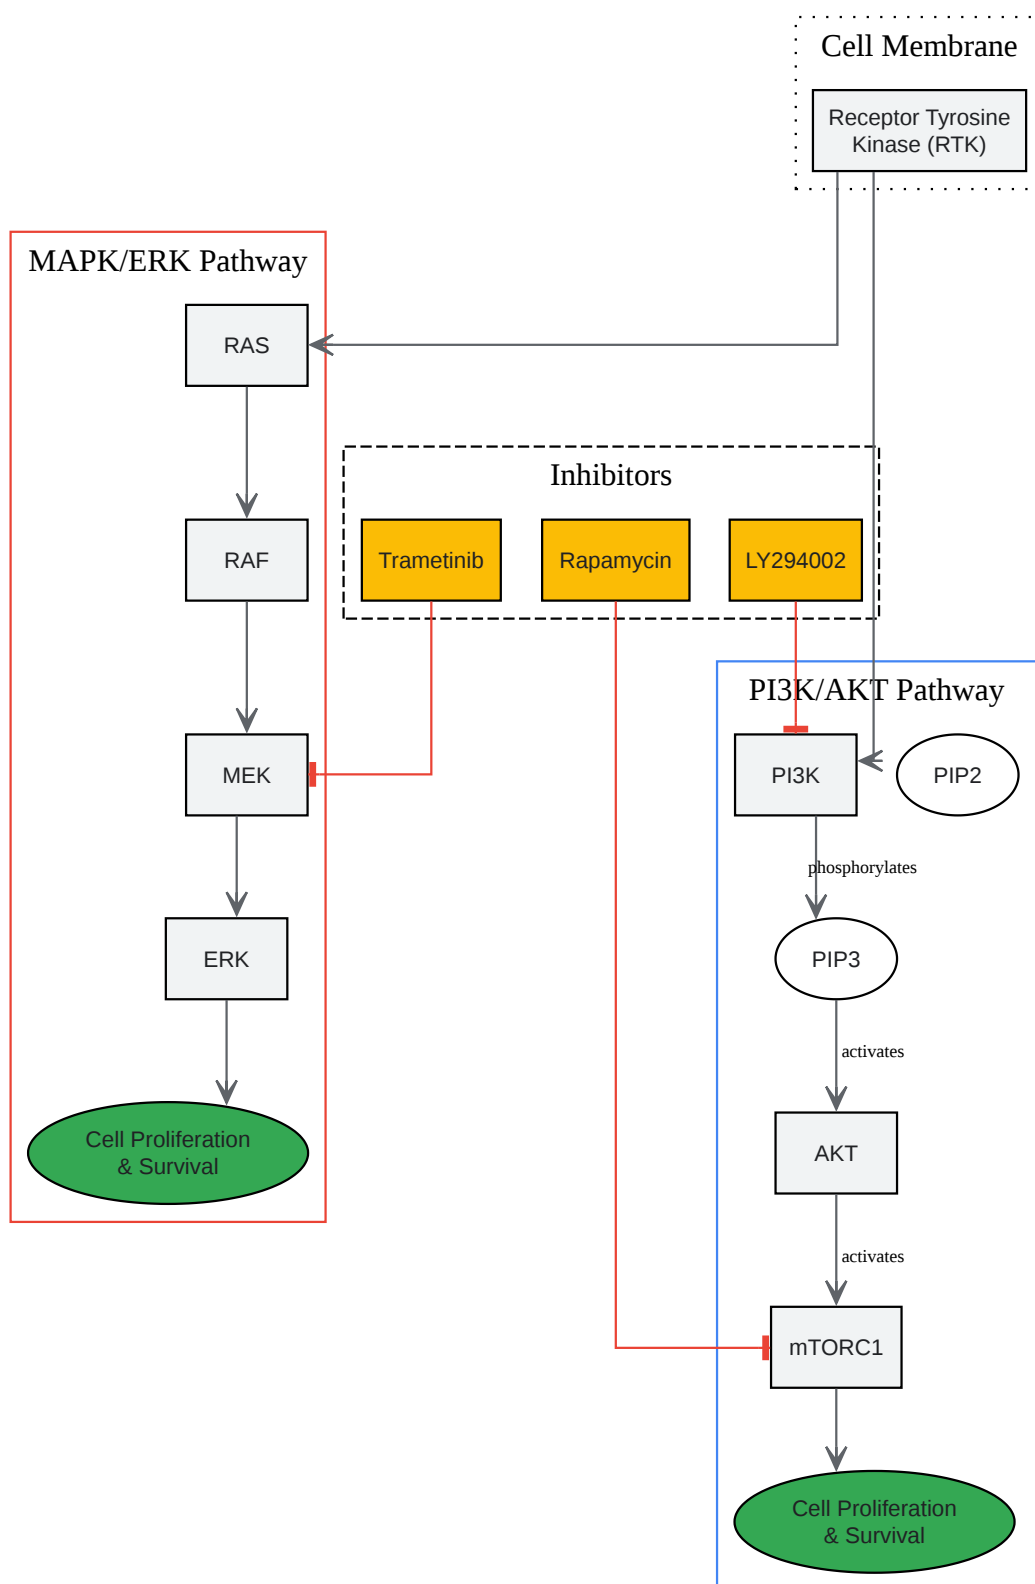 Cell Membrane
Receptor Tyrosine
Kinase (RTK)
MAPK/ERK Pathway
RAS
Inhibitors
RAF
Trametinib
Rapamycin
LY294002
PI3K/AKT Pathway
MEK
PI3K
PIP2
phosphorylates
ERK
PIP3
activates
Cell Proliferation
& Survival
AKT
activates
mTORC1
Cell Proliferation
& Survival